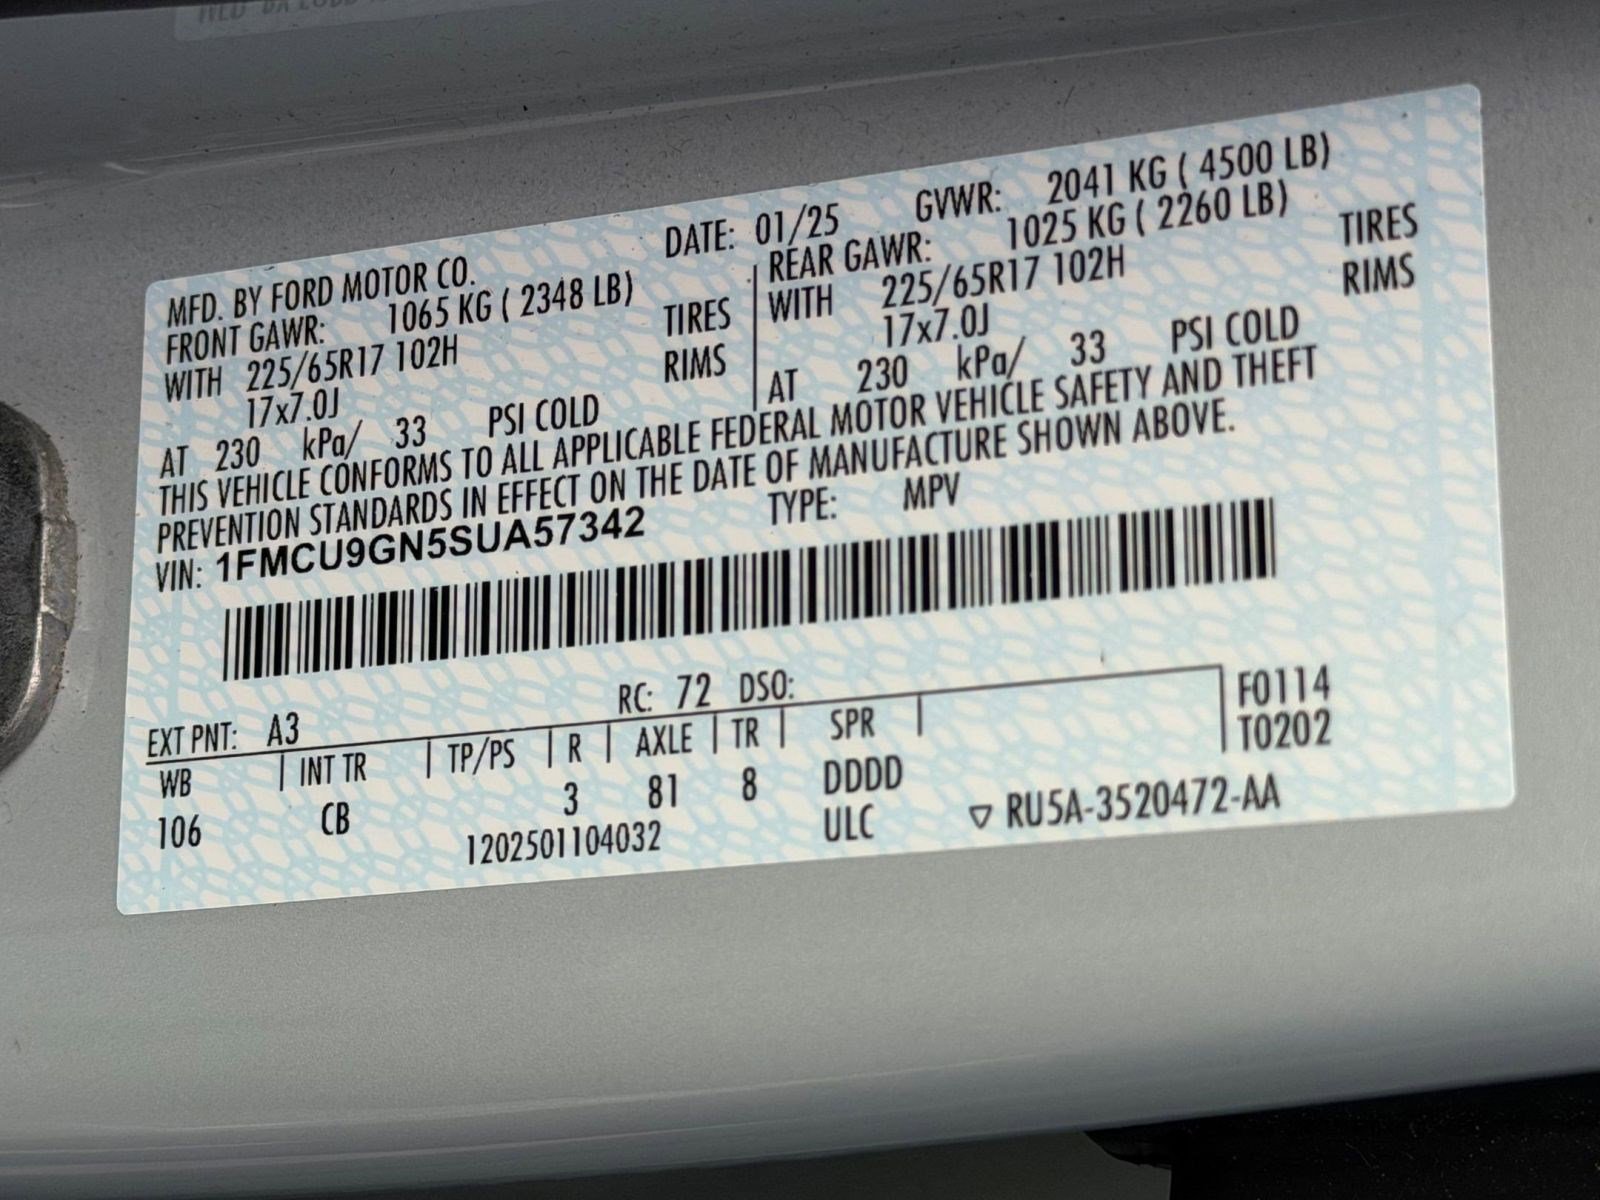 MFD. BY FORD MOTOR CO. DATE: 01/25 GVWR: 2041 KG ( 4500 LB)
FRONT GAWR: 1065 KG ( 2348 LB) REAR GAWR: 1025 KG ( 2260 LB)
WITH 225/65R17 102H TIRES WITH 225/65R17 102H TIRES
17x7.0J RIMS 17x7.0J RIMS
AT 230 kPa/ 33 PSI COLD AT 230 kPa/ 33 PSI COLD
THIS VEHICLE CONFORMS TO ALL APPLICABLE FEDERAL MOTOR VEHICLE SAFETY AND THEFT
PREVENTION STANDARDS IN EFFECT ON THE DATE OF MANUFACTURE SHOWN ABOVE.
VIN: 1FMCU9GN5SUA57342 TYPE: MPV
EXT PNT: A3 RC: 72 DSO: F0114
WB | INT TR | TP/PS | R | AXLE | TR | SPR | T0202
106 CB 3 81 8 DDDD
1202501104032 ULC ▽ RU5A-3520472-AA